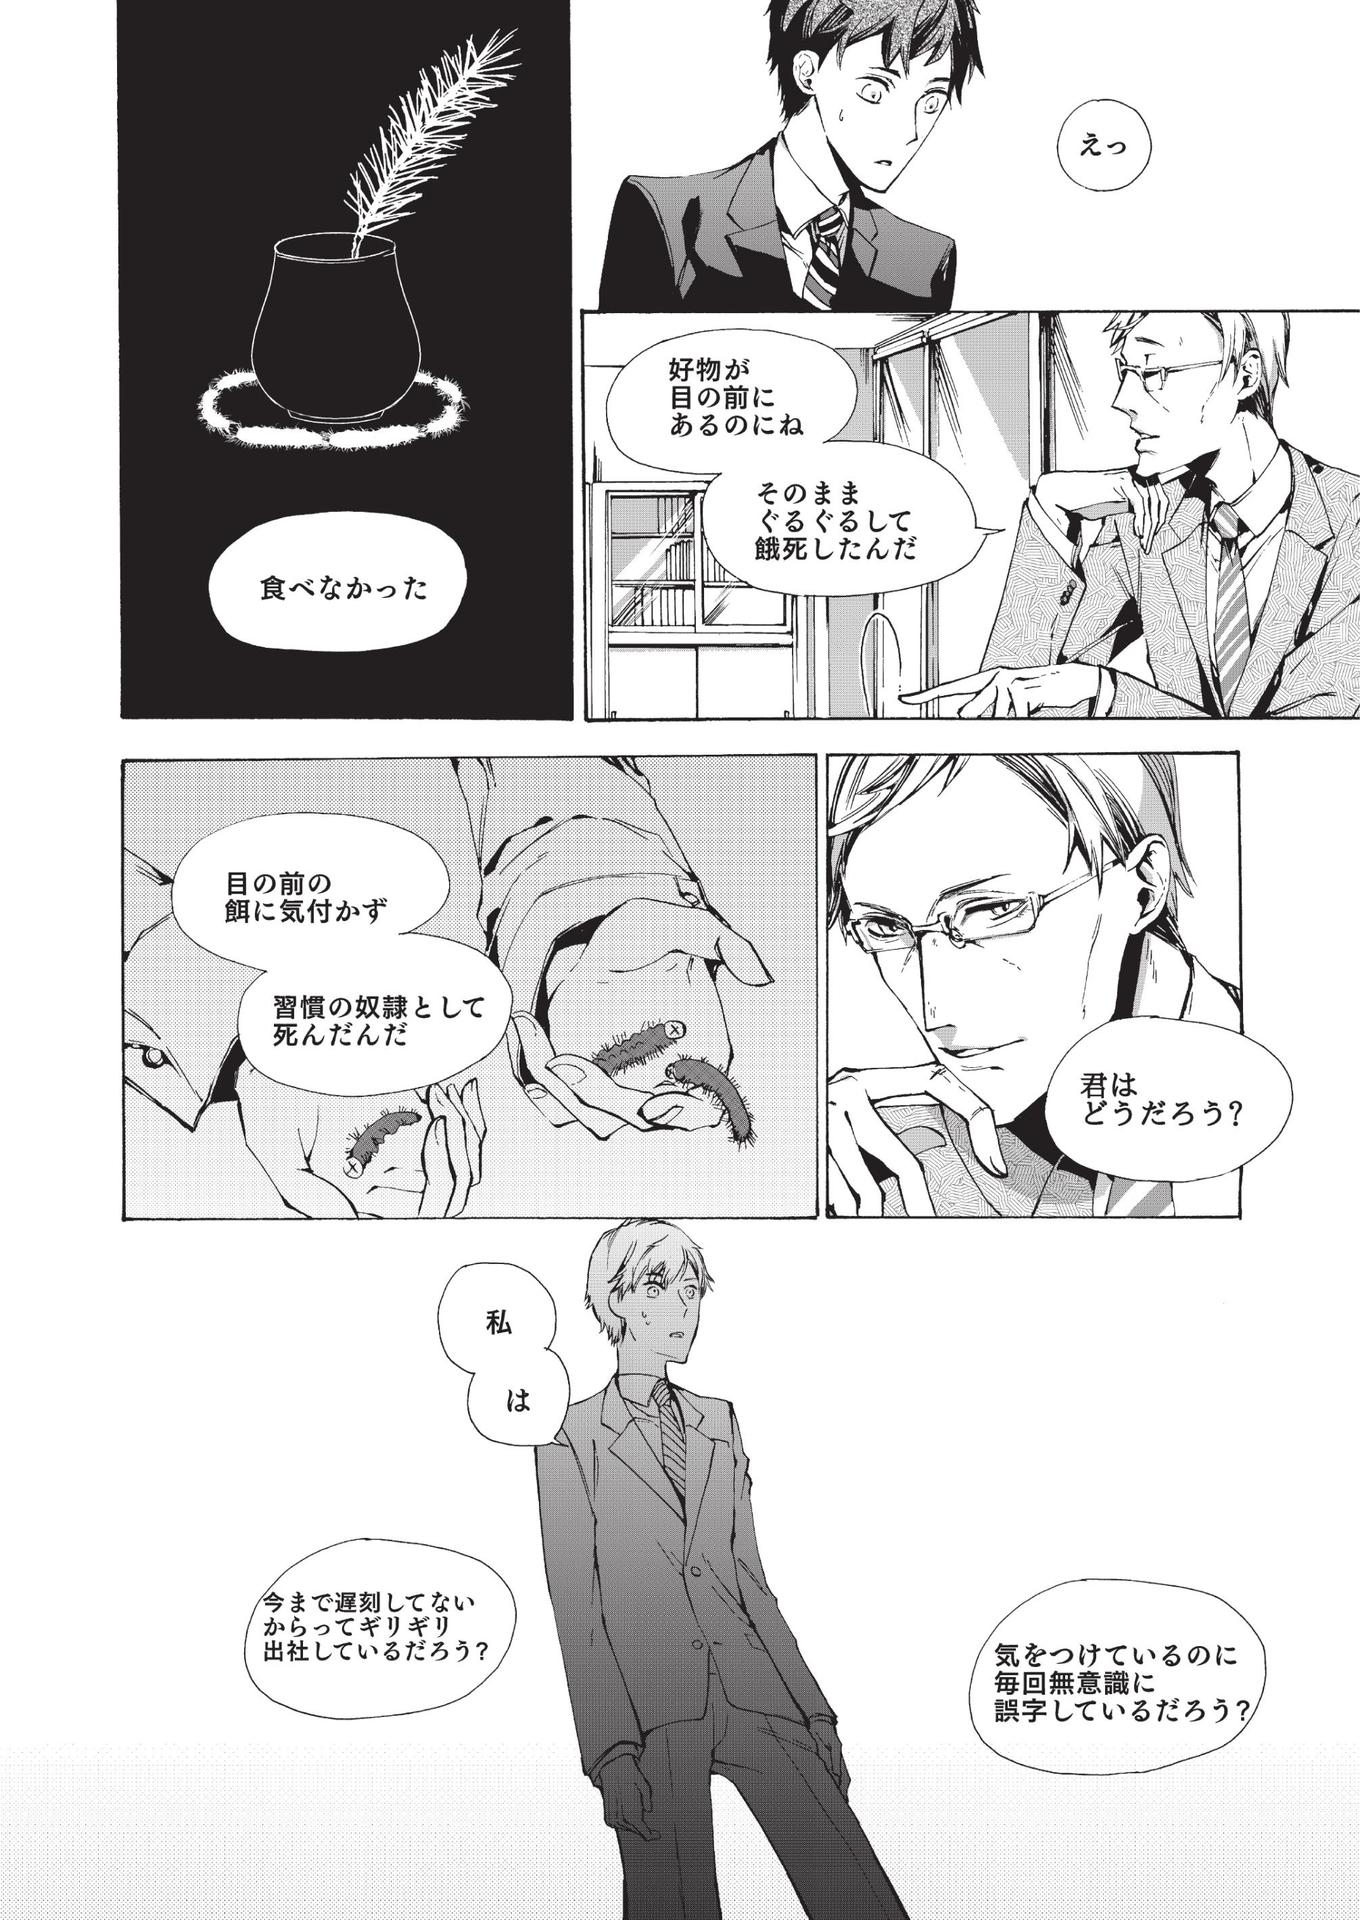 食べなかった
えっ
好物が
目の前に
あるのにね
そのまま
ぐるぐるして
餓死したんだ
目の前の
餌に気付かず
習慣の奴隷として
死んだんだ
君は
どうだろう?
私
は
今まで遅刻してない
からってギリギリ
出社しているだろう?
気をつけているのに
毎回無意識に
誤字しているだろう?